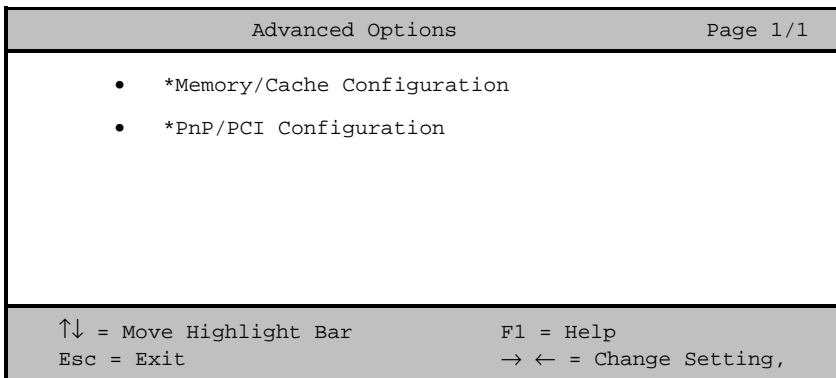 Advanced Options Page 1/1
• *Memory/Cache Configuration
• *PnP/PCI Configuration
↑↓ = Move Highlight Bar F1 = Help
Esc = Exit → ← = Change Setting,